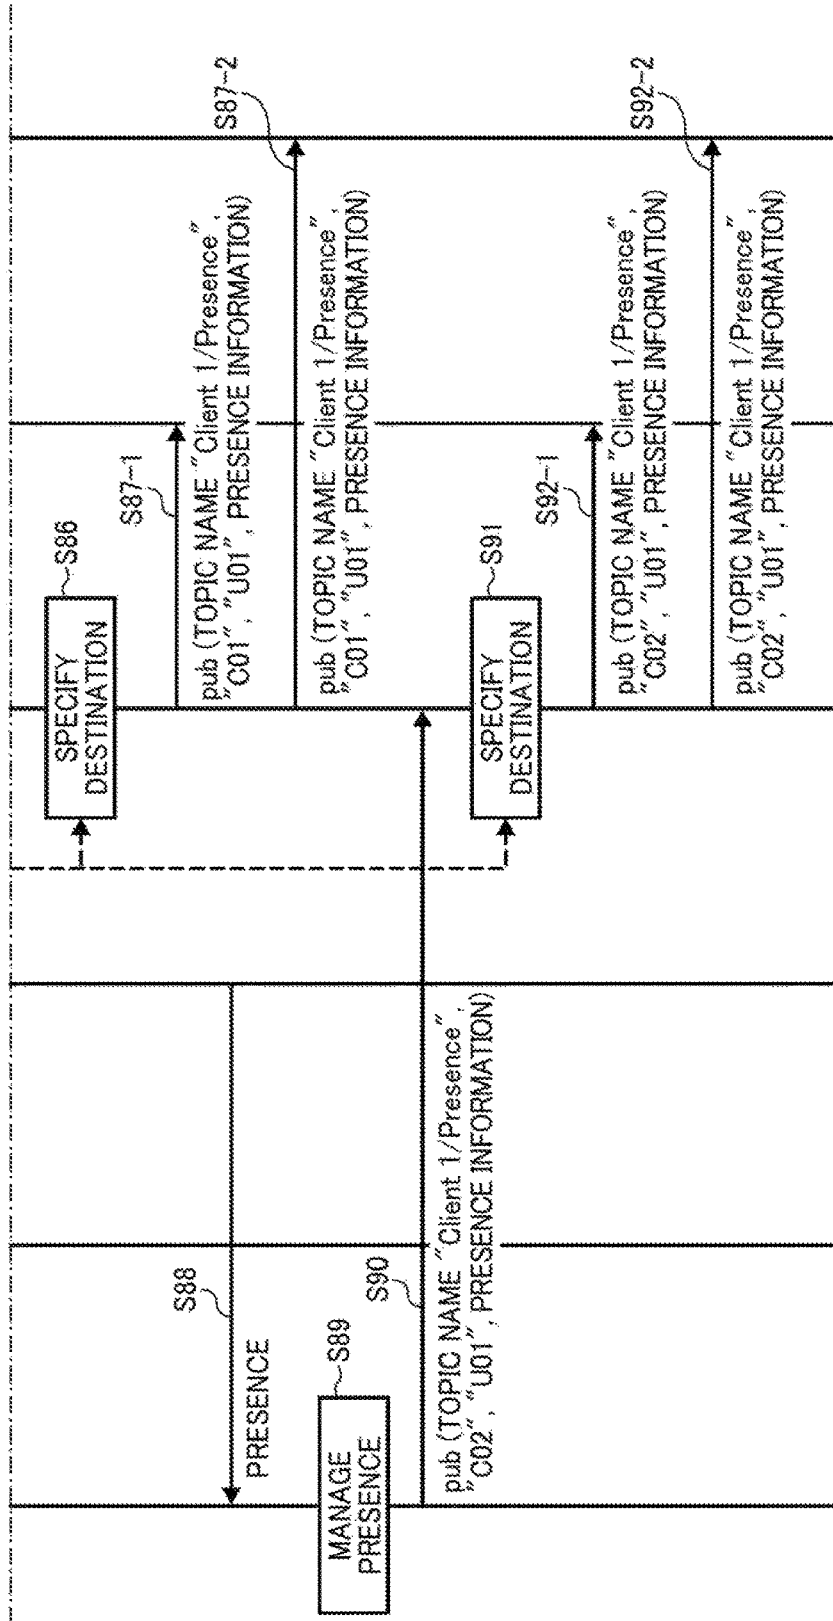 SPECIFY
DESTINATION
S86
S87-1
pub (TOPIC NAME "Client 1/Presence",
"C01", "U01", PRESENCE INFORMATION)
S87-2
pub (TOPIC NAME "Client 1/Presence",
"C01", "U01", PRESENCE INFORMATION)
S88
PRESENCE
MANAGE
PRESENCE
S89
S90
pub (TOPIC NAME "Client 1/Presence",
"C02", "U01", PRESENCE INFORMATION)
SPECIFY
DESTINATION
S91
S92-1
pub (TOPIC NAME "Client 1/Presence",
"C02", "U01", PRESENCE INFORMATION)
S92-2
pub (TOPIC NAME "Client 1/Presence",
"C02", "U01", PRESENCE INFORMATION)